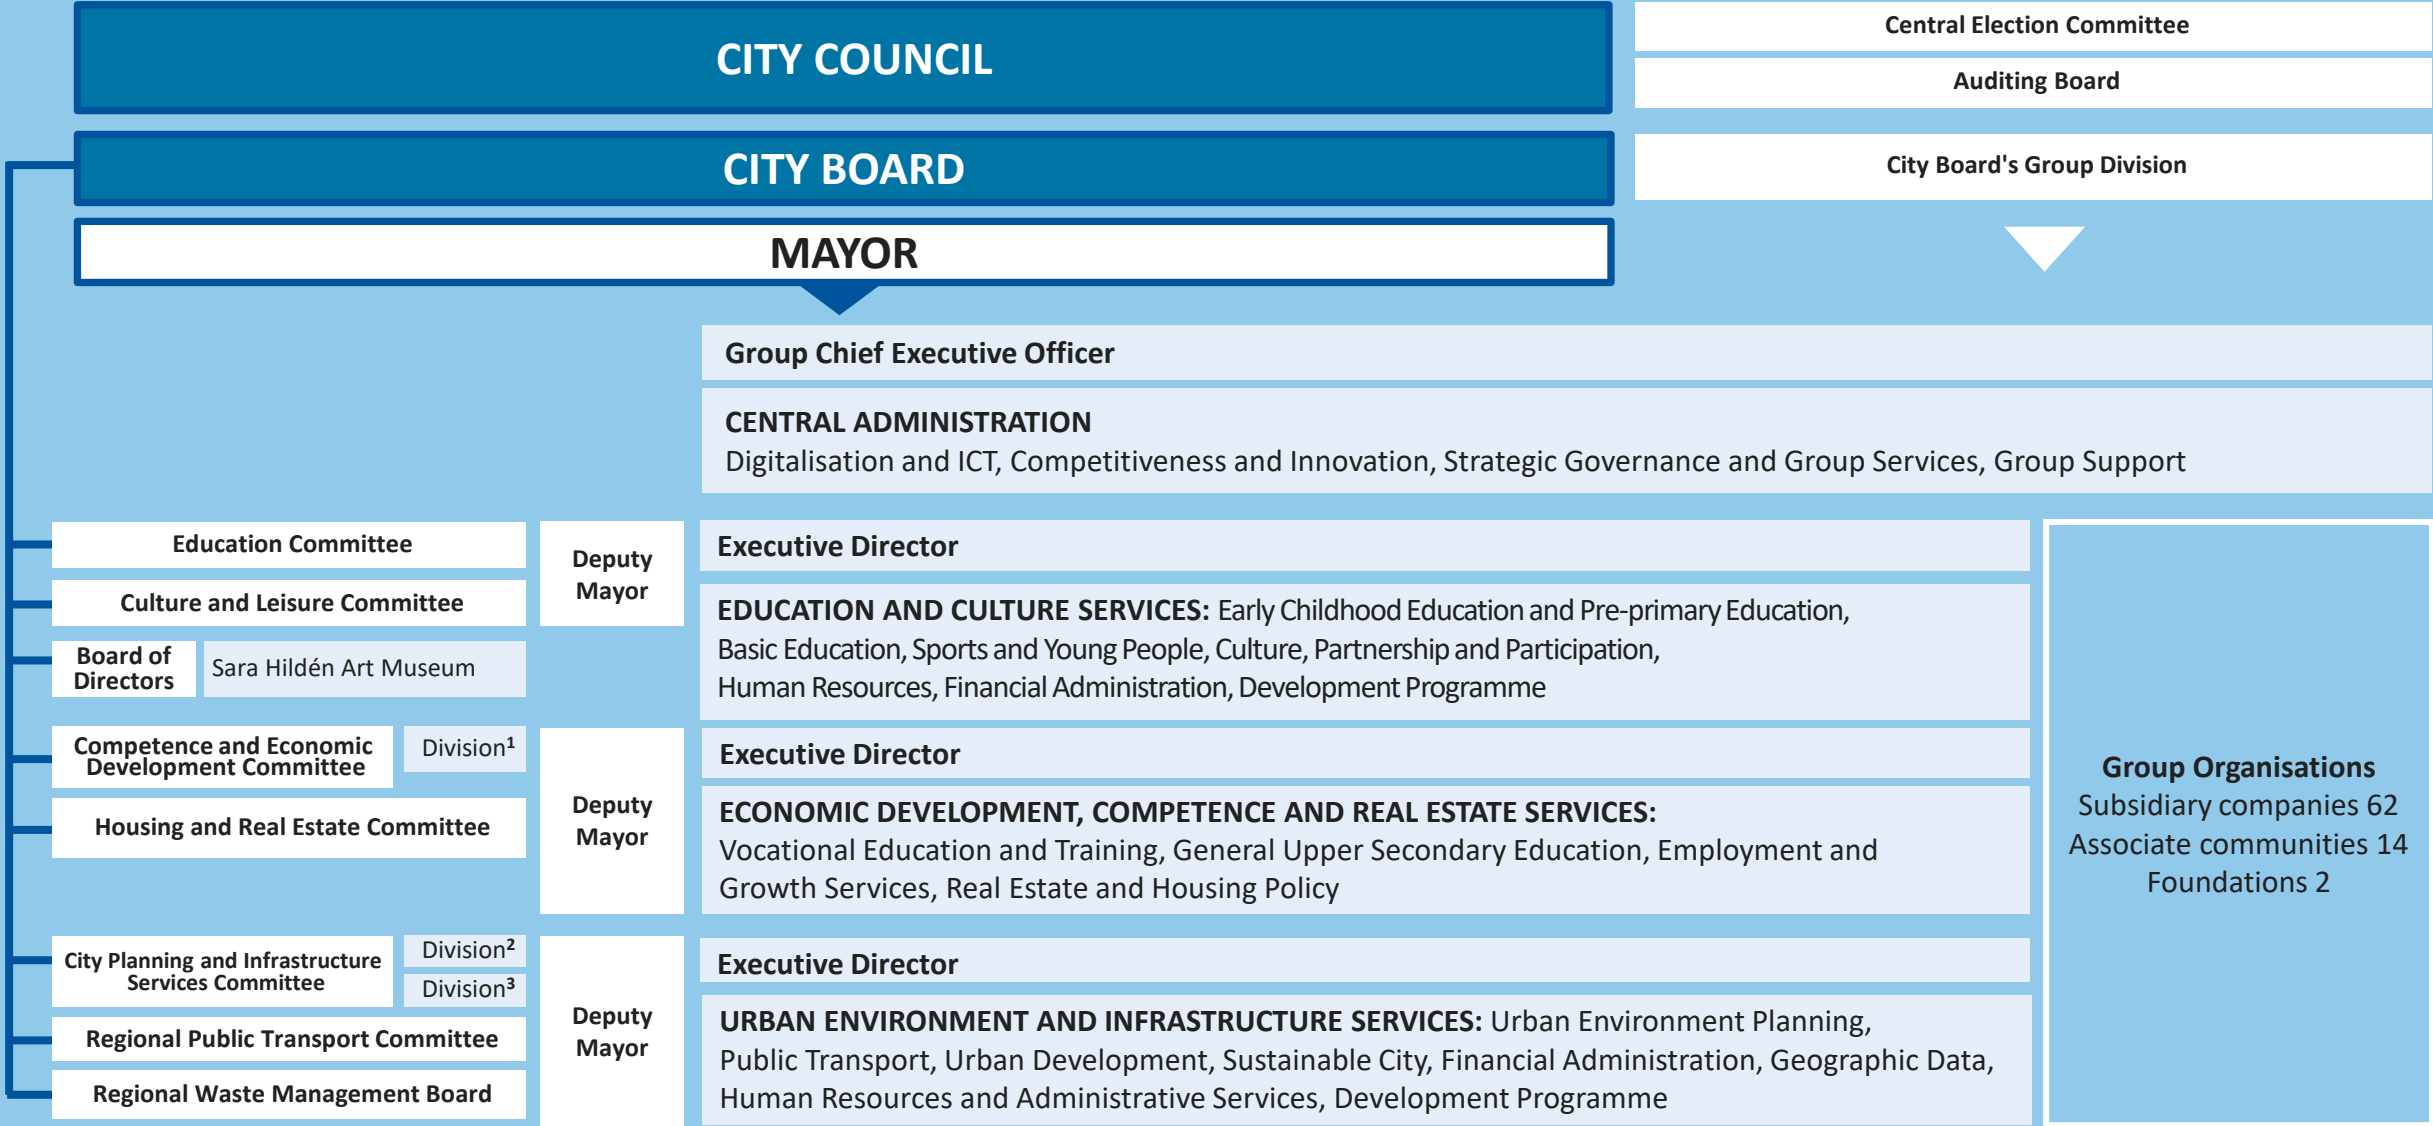 CITY COUNCIL
Central Election Committee
Auditing Board
CITY BOARD
City Board's Group Division
MAYOR
Group Chief Executive Officer
CENTRAL ADMINISTRATION
Digitalisation and ICT, Competitiveness and Innovation, Strategic Governance and Group Services, Group Support
Education Committee
Culture and Leisure Committee
Board of
Directors
Sara Hildén Art Museum
Deputy
Mayor
Executive Director
EDUCATION AND CULTURE SERVICES: Early Childhood Education and Pre-primary Education,
Basic Education, Sports and Young People, Culture, Partnership and Participation,
Human Resources, Financial Administration, Development Programme
Competence and Economic
Development Committee
Division¹
Housing and Real Estate Committee
Deputy
Mayor
Executive Director
ECONOMIC DEVELOPMENT, COMPETENCE AND REAL ESTATE SERVICES:
Vocational Education and Training, General Upper Secondary Education, Employment and
Growth Services, Real Estate and Housing Policy
City Planning and Infrastructure
Services Committee
Division²
Division³
Regional Public Transport Committee
Regional Waste Management Board
Deputy
Mayor
Executive Director
URBAN ENVIRONMENT AND INFRASTRUCTURE SERVICES: Urban Environment Planning,
Public Transport, Urban Development, Sustainable City, Financial Administration, Geographic Data,
Human Resources and Administrative Services, Development Programme
Group Organisations
Subsidiary companies 62
Associate communities 14
Foundations 2